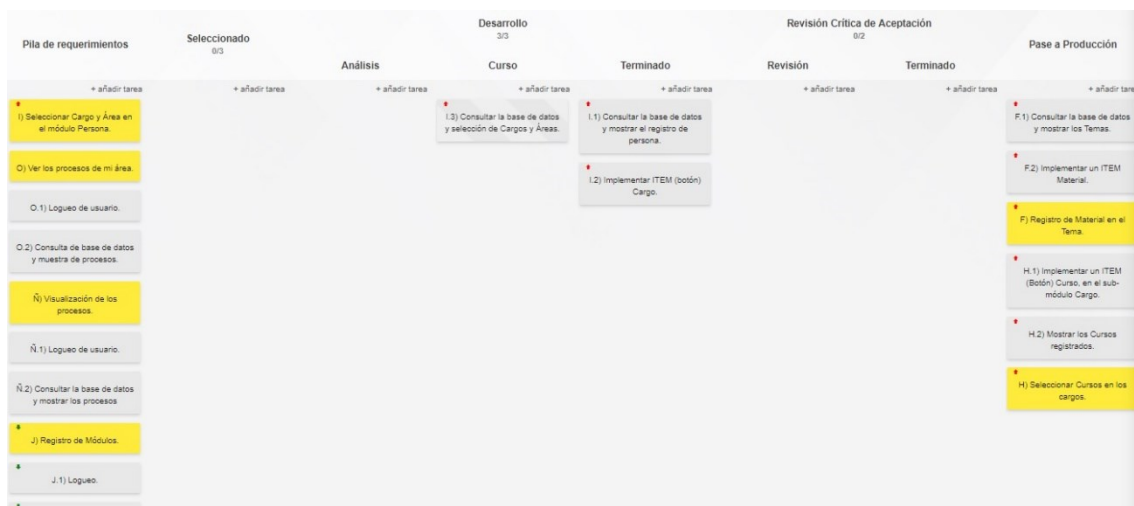 Pila de requerimientos
Seleccionado
0/3
Desarrollo
3/3
Análisis
Curso
Terminado
Revisión Crítica de Aceptación
0/2
Revisión
Terminado
Pase a Producción
+ añadir tarea
+ añadir tarea
+ añadir tarea
+ añadir tarea
+ añadir tarea
+ añadir tarea
+ añadir tarea
+ añadir tare
I) Seleccionar Cargo y Área en
el módulo Persona.
O) Ver los procesos de mi área.
O.1) Logueo de usuario.
O.2) Consulta de base de datos
y muestra de procesos.
Ñ) Visualización de los
procesos.
Ñ.1) Logueo de usuario.
Ñ.2) Consultar la base de datos
y mostrar los procesos
J) Registro de Módulos.
J.1) Logueo.
I.3) Consultar la base de datos
y selección de Cargos y Áreas.
I.1) Consultar la base de datos
y mostrar el registro de
persona.
I.2) Implementar ITEM (botón)
Cargo.
F.1) Consultar la base de datos
y mostrar los Temas.
F.2) Implementar un ITEM
Material.
F) Registro de Material en el
Tema.
H.1) Implementar un ITEM
(Botón) Curso, en el sub-
módulo Cargo.
H.2) Mostrar los Cursos
registrados.
H) Seleccionar Cursos en los
cargos.